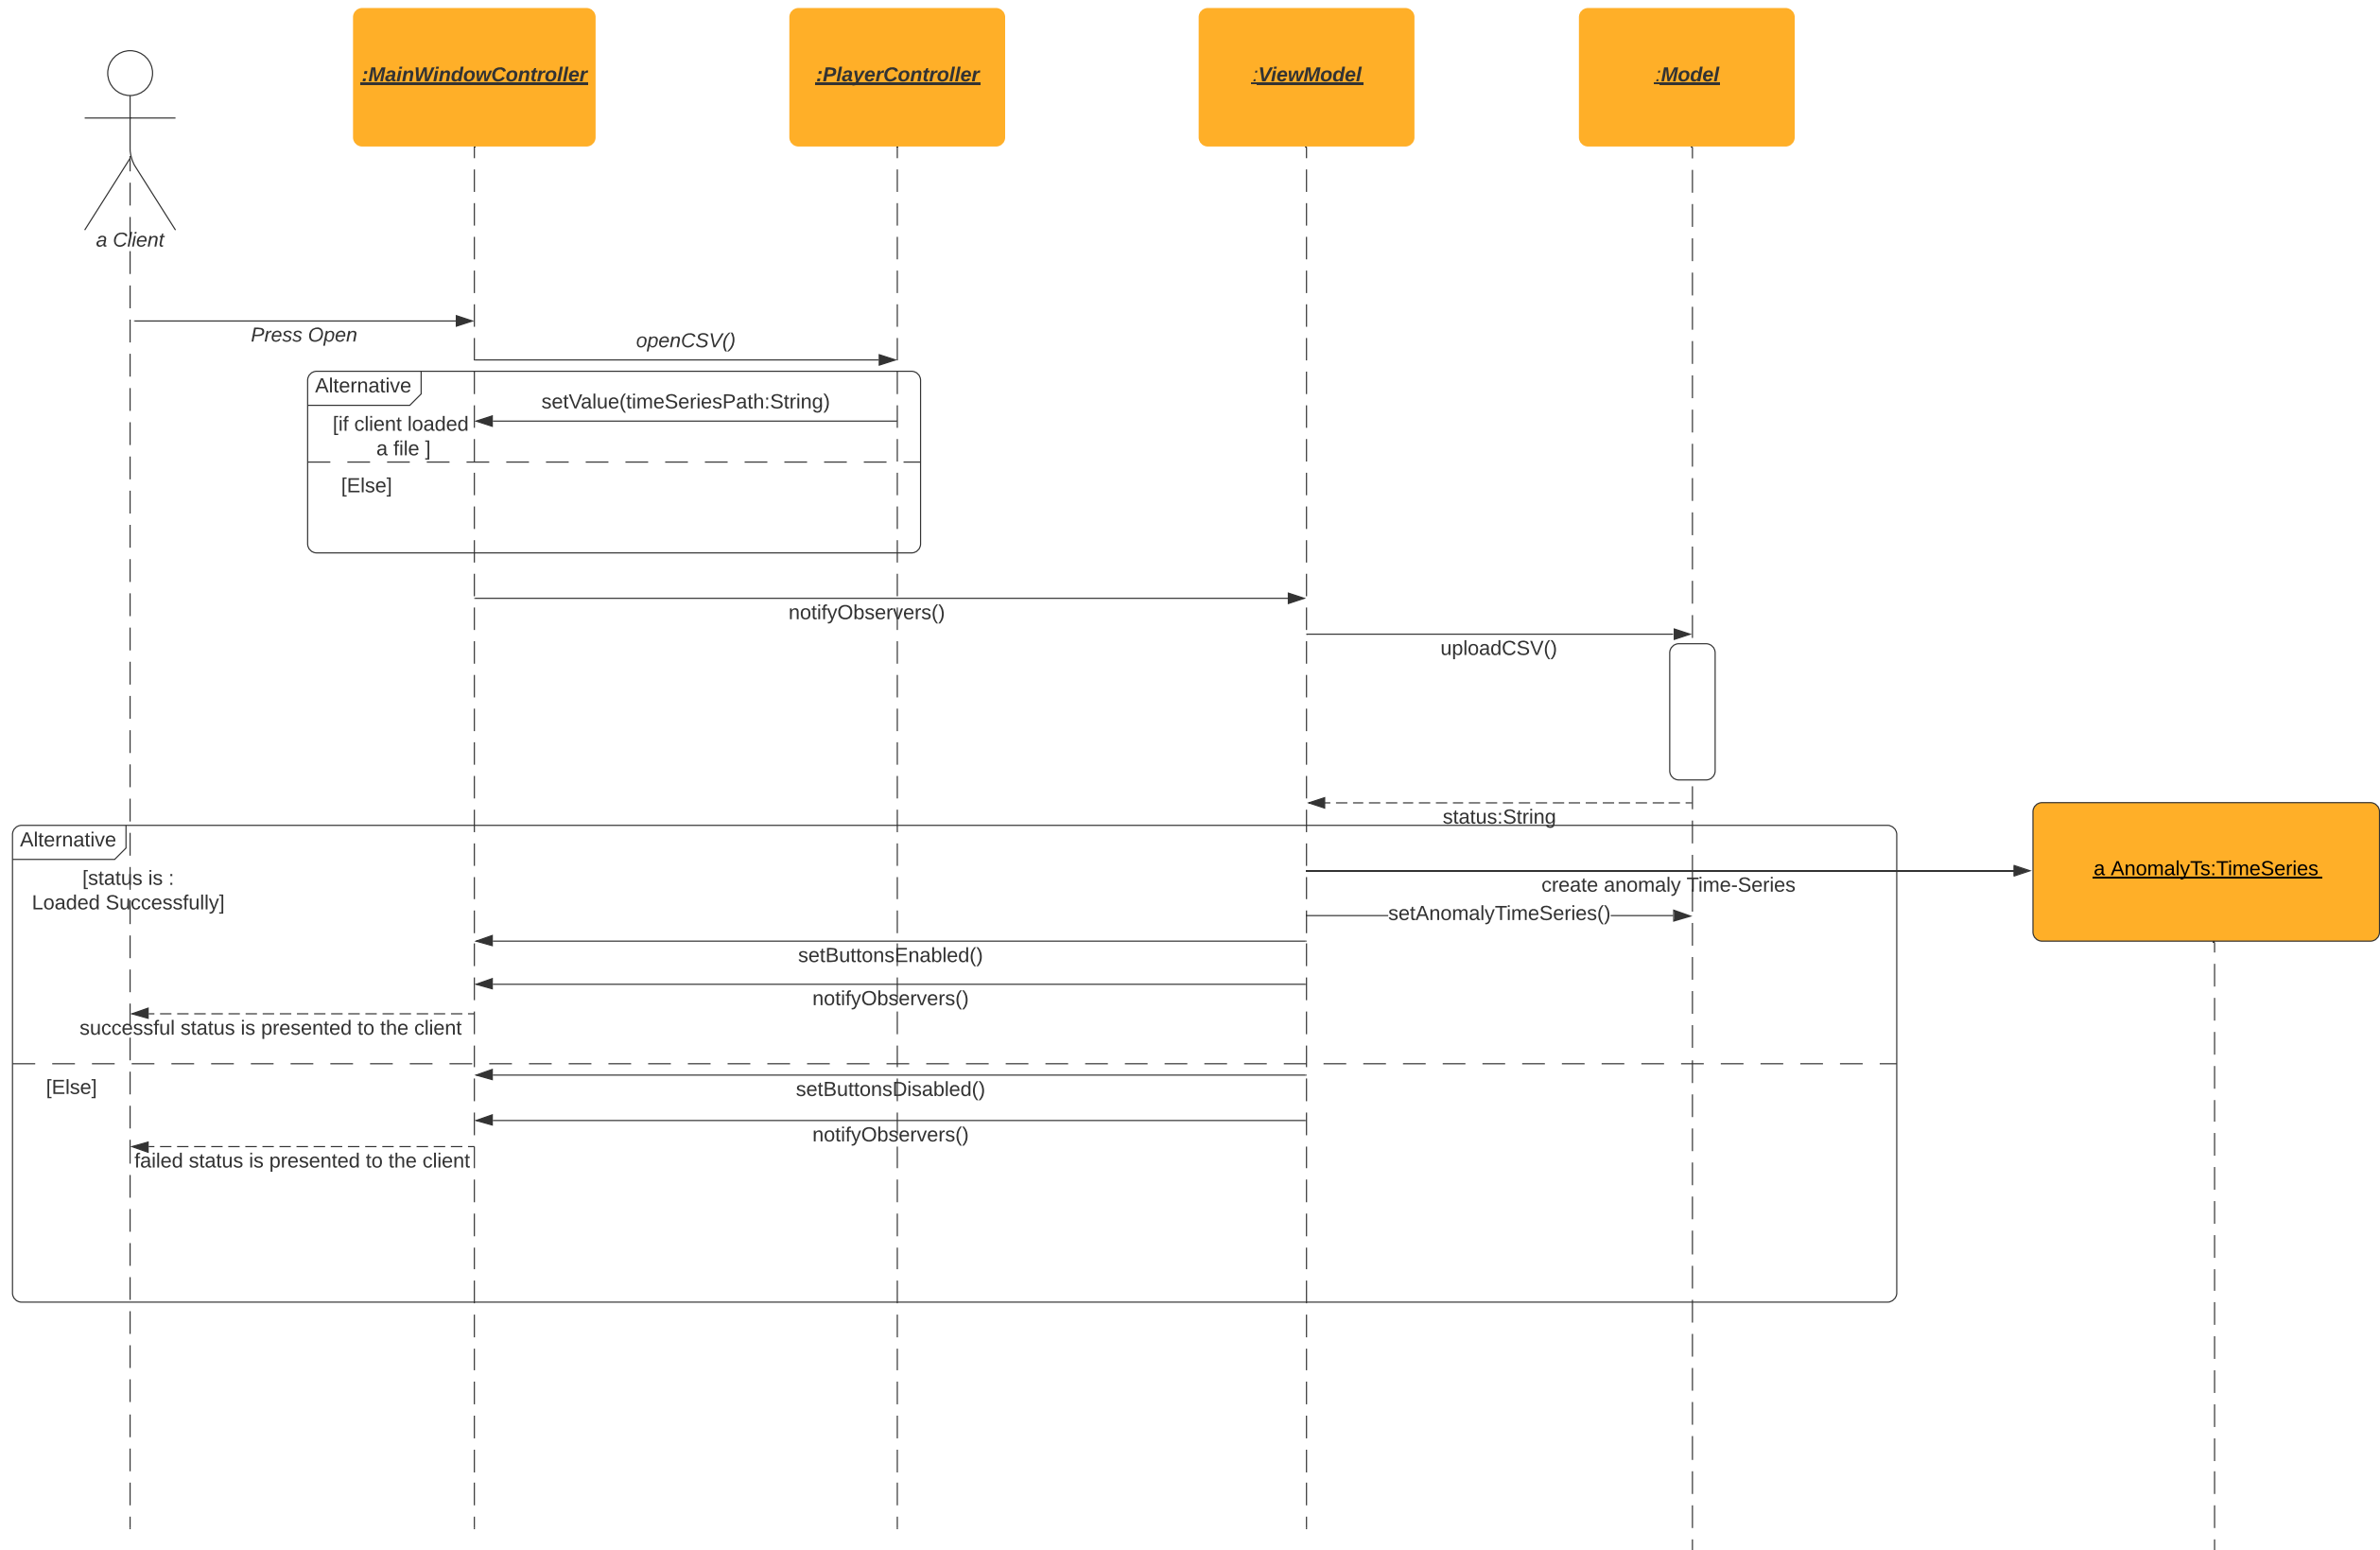 :MainWindowController
:PlayerController
:ViewModel
:Model
a Client
Press Open
openCSV()
Alternative
setValue(timeSeriesPath:String)
[if client loaded
a file ]
[Else]
notifyObservers()
uploadCSV()
status:String
Alternative
a AnomalyTs:TimeSeries
[status is :
Loaded Successfully]
create anomaly Time-Series
setAnomalyTimeSeries()
setButtonsEnabled()
notifyObservers()
successful status is presented to the client
[Else]
setButtonsDisabled()
notifyObservers()
failed status is presented to the client